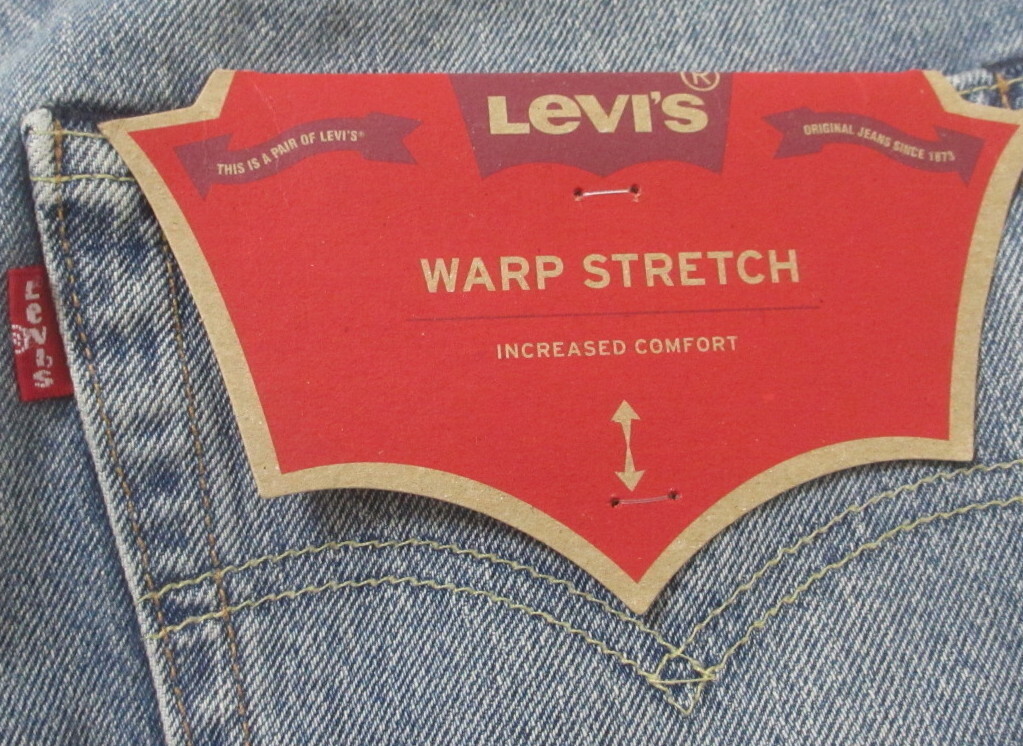 LEVI'S®
THIS IS A PAIR OF LEVI'S®
ORIGINAL JEANS SINCE 1873
WARP STRETCH
INCREASED COMFORT
LEVI'S